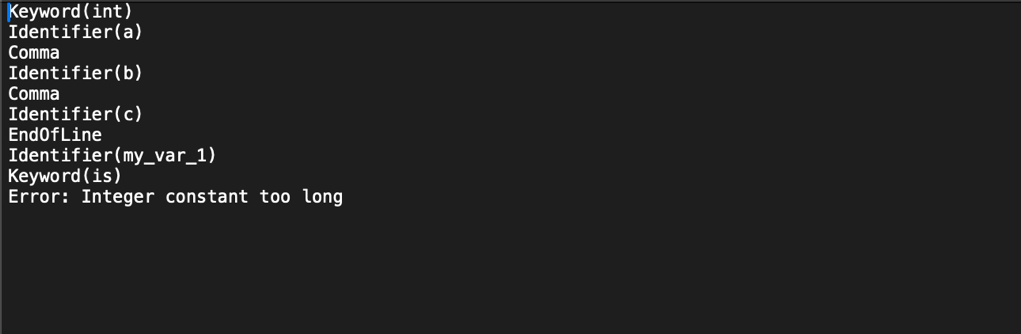 Keyword(int)
Identifier(a)
Comma
Identifier(b)
Comma
Identifier(c)
EndOfLine
Identifier(my_var_1)
Keyword(is)
Error: Integer constant too long